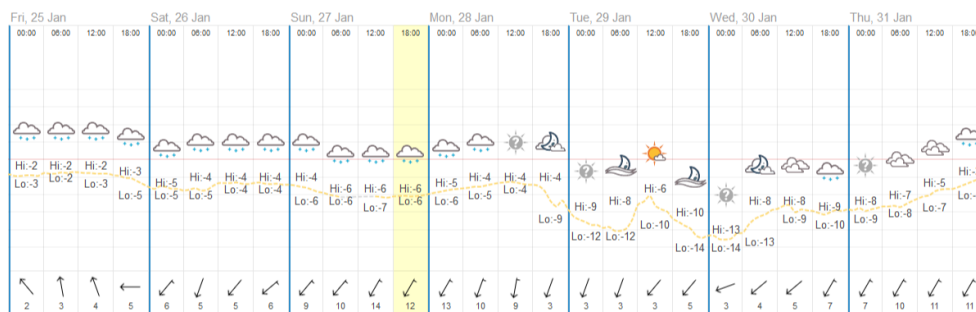 Fri, 25 Jan Sat, 26 Jan Sun, 27 Jan Mon, 28 Jan Tue, 29 Jan Wed, 30 Jan Thu, 31 Jan
00:00 06:00 12:00 18:00 00:00 06:00 12:00 18:00 00:00 06:00 12:00 18:00 00:00 06:00 12:00 18:00 00:00 06:00 12:00 18:00 00:00 06:00 12:00 18:00 00:00 06:00 12:00 18:0
Hi:-2 Hi:-2 Hi:-2 Hi:-3 Hi:-5 Hi:-4 Hi:-4 Hi:-4 Hi:-4 Hi:-6 Hi:-6 Hi:-6 Hi:-5 Hi:-4 Hi:-4 Hi:-4 Hi:-9 Hi:-8 Hi:-6 Hi:-10 Hi:-13 Hi:-8 Hi:-8 Hi:-9 Hi:-8 Hi:-7 Hi:-5 Hi:-
Lo:-3 Lo:-2 Lo:-3 Lo:-5 Lo:-5 Lo:-5 Lo:-4 Lo:-4 Lo:-6 Lo:-6 Lo:-7 Lo:-6 Lo:-6 Lo:-5 Lo:-4 Lo:-9 Lo:-12 Lo:-12 Lo:-10 Lo:-14 Lo:-14 Lo:-13 Lo:-9 Lo:-10 Lo:-9 Lo:-8 Lo:-7 Lo:-
2 3 4 5 6 5 5 6 9 10 14 12 13 10 9 3 3 3 3 5 3 4 5 7 7 10 11 11